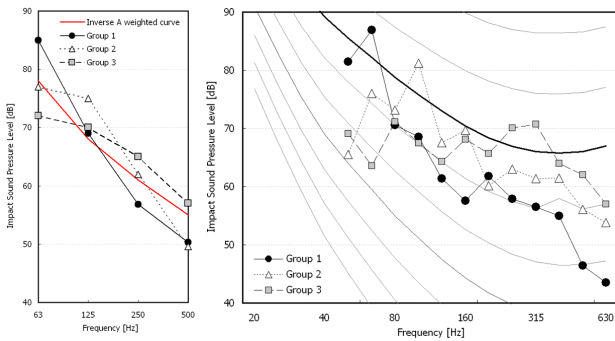 Impact Sound Pressure Level [dB]
90
80
70
60
50
40
63
125
250
500
Frequency [Hz]
Inverse A weighted curve
Group 1
Group 2
Group 3
Impact Sound Pressure Level [dB]
90
80
70
60
50
40
20
40
80
160
315
630
Frequency [Hz]
Group 1
Group 2
Group 3